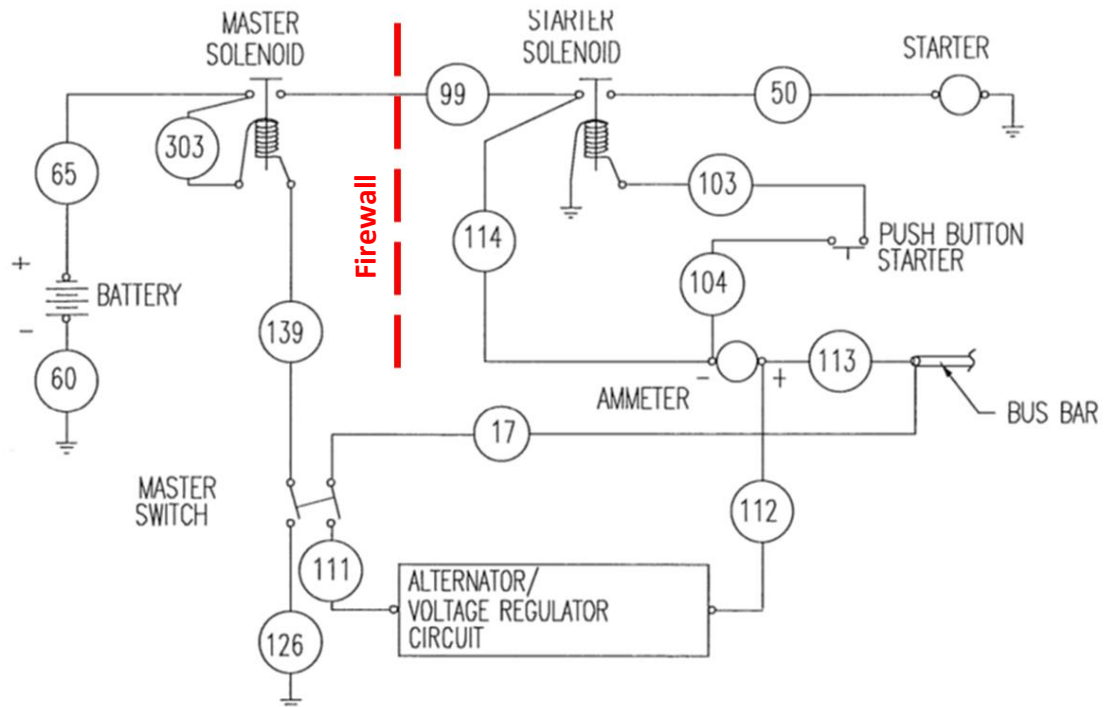 MASTER
SOLENOID
STARTER
SOLENOID
STARTER
99
50
303
65
103
Firewall
114
PUSH BUTTON
STARTER
104
+
BATTERY
-
139
60
-
+
113
AMMETER
BUS BAR
17
MASTER
SWITCH
112
111
ALTERNATOR/
VOLTAGE REGULATOR
CIRCUIT
126